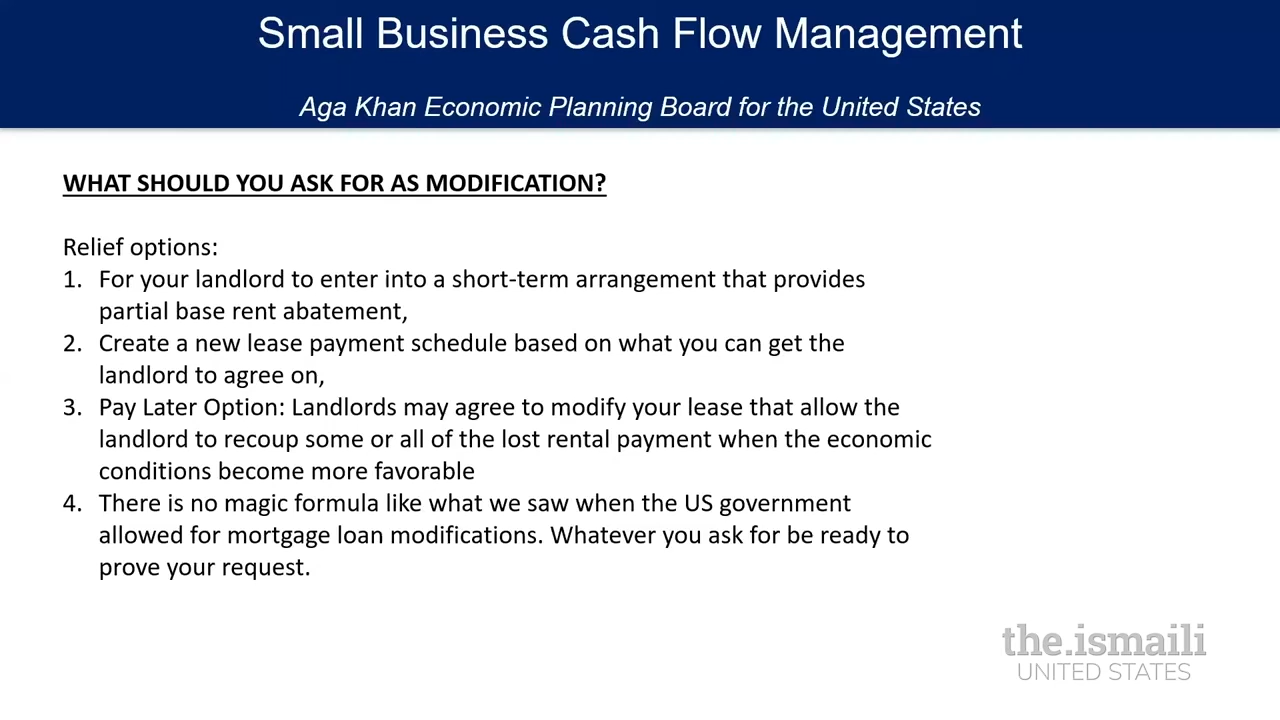 Small Business Cash Flow Management
Aga Khan Economic Planning Board for the United States
WHAT SHOULD YOU ASK FOR AS MODIFICATION?
Relief options:
1. For your landlord to enter into a short-term arrangement that provides
partial base rent abatement,
2. Create a new lease payment schedule based on what you can get the
landlord to agree on,
3. Pay Later Option: Landlords may agree to modify your lease that allow the
landlord to recoup some or all of the lost rental payment when the economic
conditions become more favorable
4. There is no magic formula like what we saw when the US government
allowed for mortgage loan modifications. Whatever you ask for be ready to
prove your request.
the.ismaili
UNITED STATES